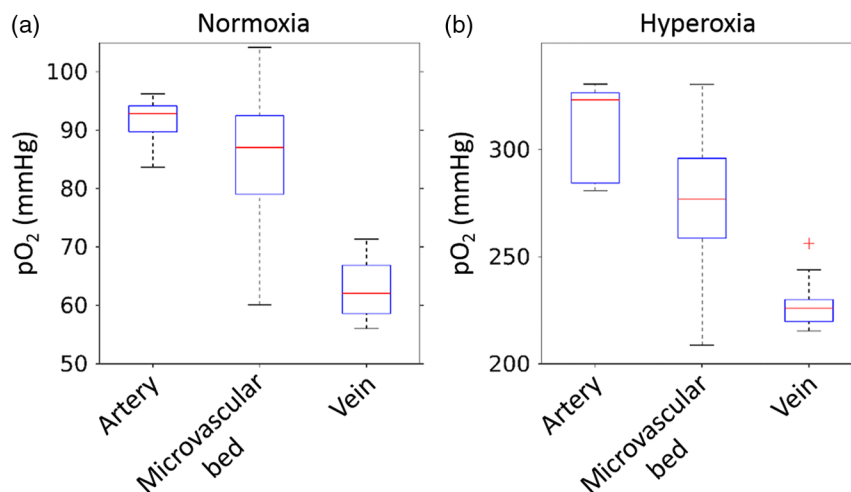 (a)
Normoxia
pO₂ (mmHg)
100
90
80
70
60
50
Artery
Microvascular
bed
Vein
(b)
Hyperoxia
pO₂ (mmHg)
300
250
200
Artery
Microvascular
bed
Vein